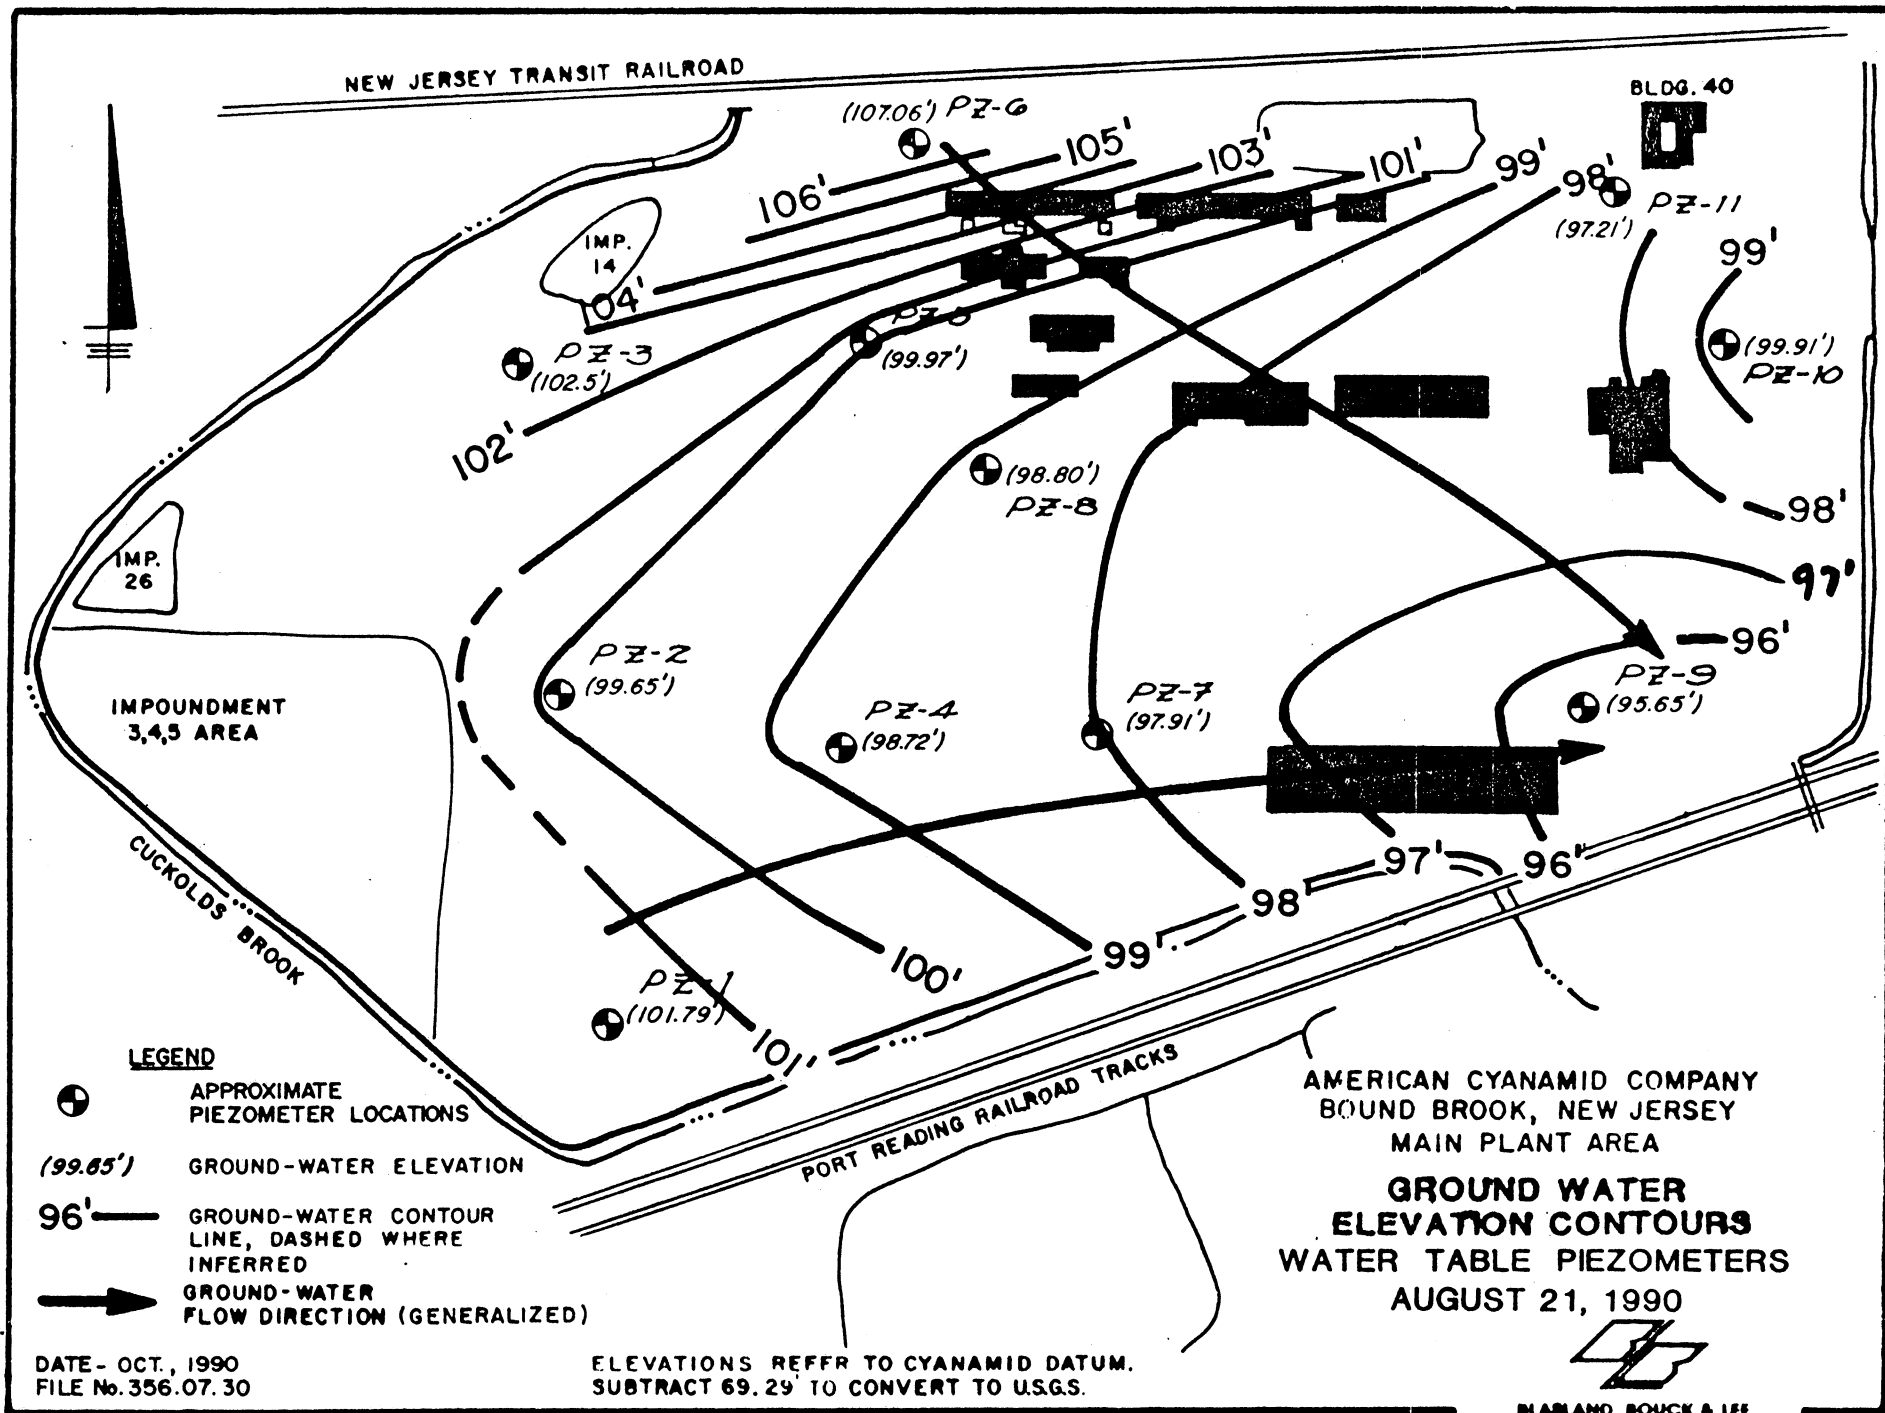 NEW JERSEY TRANSIT RAILROAD
BLDG. 40
(107.06') PZ-6
105'
103'
101'
99'
98'
106'
PZ-11
(97.21')
IMP.
14
99'
104'
(99.97')
PZ-3
(102.5')
(99.91')
PZ-10
102'
(98.80')
PZ-8
98'
IMP.
26
97'
96'
PZ-2
(99.65')
PZ-7
(97.91')
PZ-9
(95.65')
IMPOUNDMENT
3,4,5 AREA
PZ-4
(98.72')
CUCKOLDS BROOK
97'
96'
98
99'
100'
PZ-1
(101.79')
101'
PORT READING RAILROAD TRACKS
LEGEND
APPROXIMATE
PIEZOMETER LOCATIONS
(99.65') GROUND-WATER ELEVATION
96' GROUND-WATER CONTOUR
LINE, DASHED WHERE
INFERRED
GROUND-WATER
FLOW DIRECTION (GENERALIZED)
DATE- OCT., 1990
FILE No. 356.07.30
ELEVATIONS REFER TO CYANAMID DATUM.
SUBTRACT 69.29' TO CONVERT TO U.S.G.S.
AMERICAN CYANAMID COMPANY
BOUND BROOK, NEW JERSEY
MAIN PLANT AREA
GROUND WATER
ELEVATION CONTOURS
WATER TABLE PIEZOMETERS
AUGUST 21, 1990
BLASLAND, BOUCK & LEE